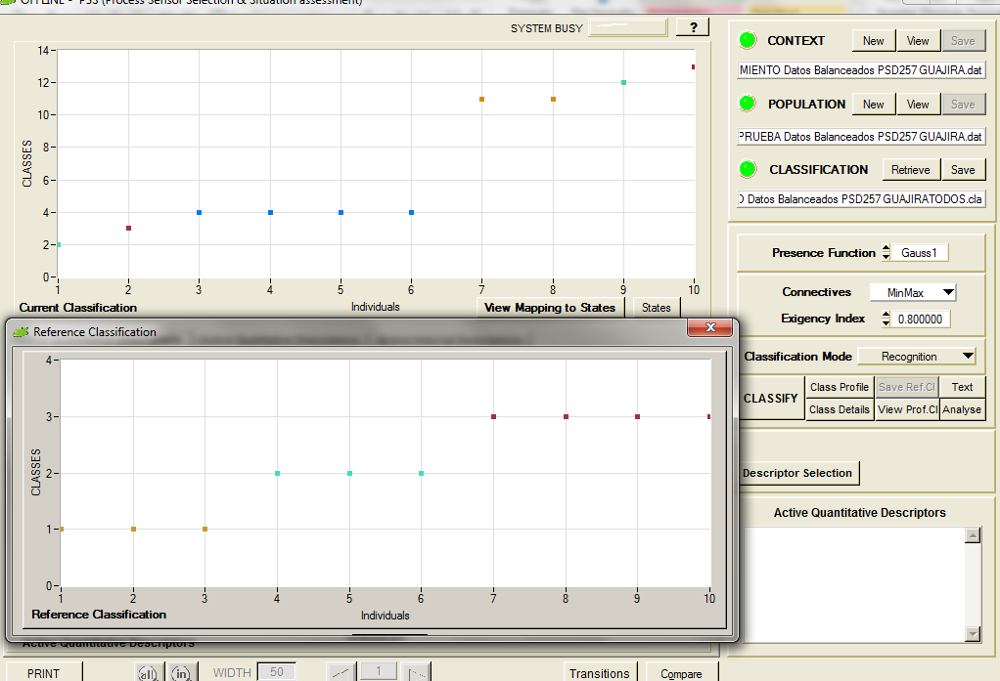 OFFLINE - P3S (Process Sensor Selection & Situation assessment)
SYSTEM BUSY
?
14
12
10
8
6
4
2
0
CLASSES
1 2 3 4 5 6 7 8 9 10
Current Classification
Individuals
View Mapping to States
States
Reference Classification
4
3
2
1
0
CLASSES
1 2 3 4 5 6 7 8 9 10
Reference Classification
Individuals
Active Quantitative Descriptors
PRINT
all
in
WIDTH
50
1
Transitions
Compare
CONTEXT
New
View
Save
MIENTO Datos Balanceados PSD257 GUAJIRA.dat
POPULATION
New
View
Save
PRUEBA Datos Balanceados PSD257 GUAJIRA.dat
CLASSIFICATION
Retrieve
Save
O Datos Balanceados PSD257 GUAJIRATODOS.cla
Presence Function
Gauss1
Connectives
MinMax
Exigency Index
0.800000
Classification Mode
Recognition
CLASSIFY
Class Profile
Save Ref.Cl
Text
Class Details
View Prof.Cl
Analyse
Descriptor Selection
Active Quantitative Descriptors